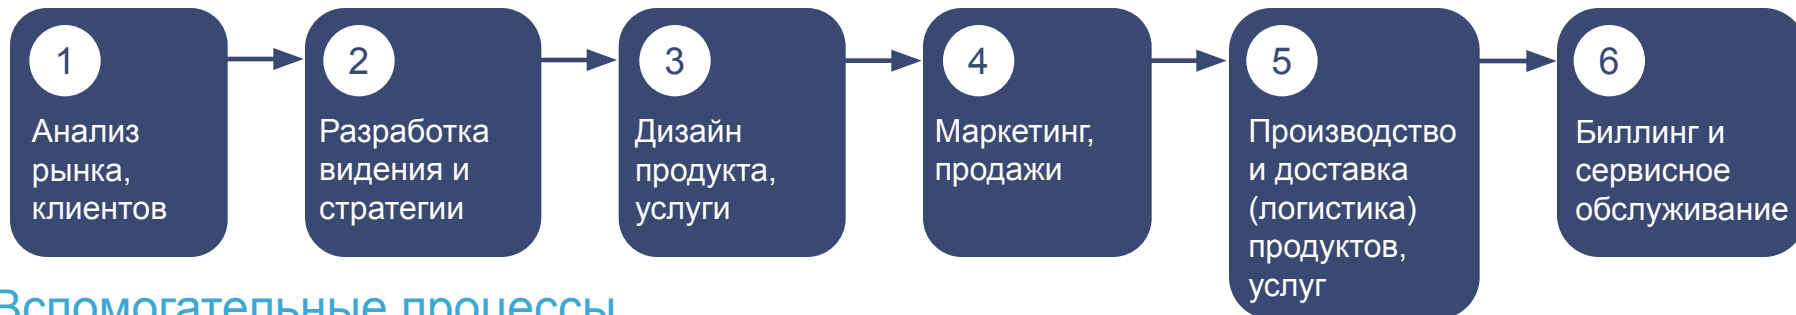 1
Анализ
рынка,
клиентов
2
Разработка
видения и
стратегии
3
Дизайн
продукта,
услуги
4
Маркетинг,
продажи
5
Производство
и доставка
(логистика)
продуктов,
услуг
6
Биллинг и
сервисное
обслуживание
Вспомогательные процессы